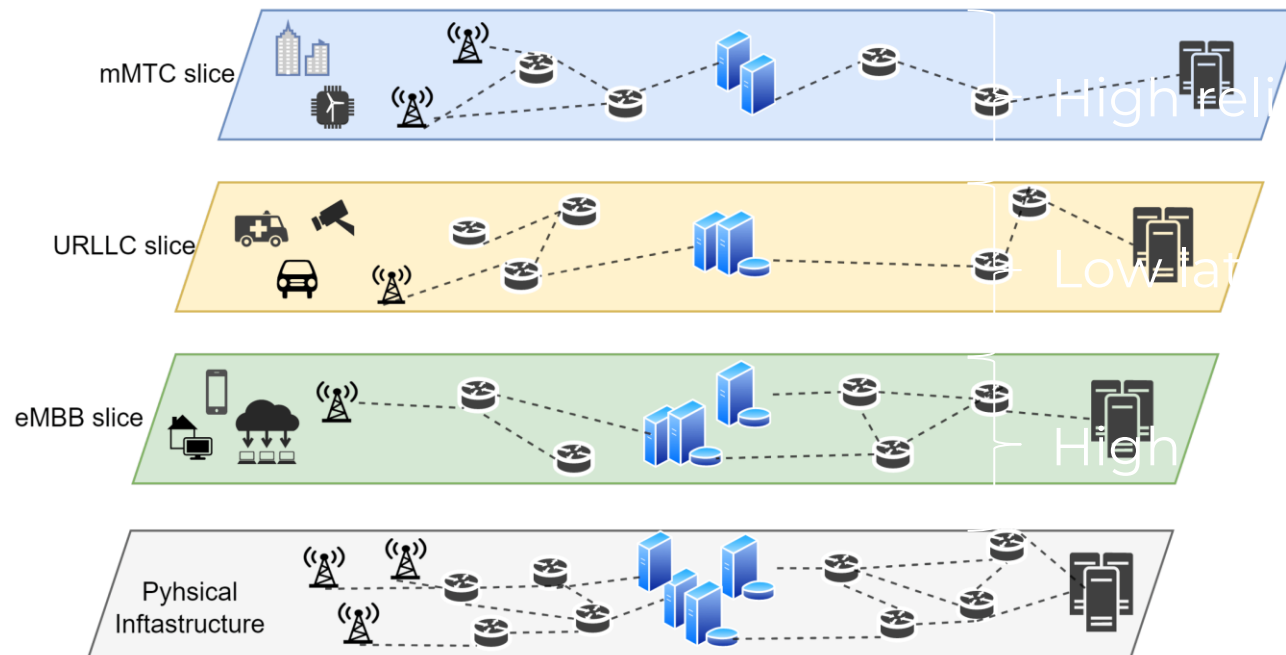 mMTC slice
High reli
URLLC slice
Low lat
eMBB slice
High
Pyhsical
Inftastructure